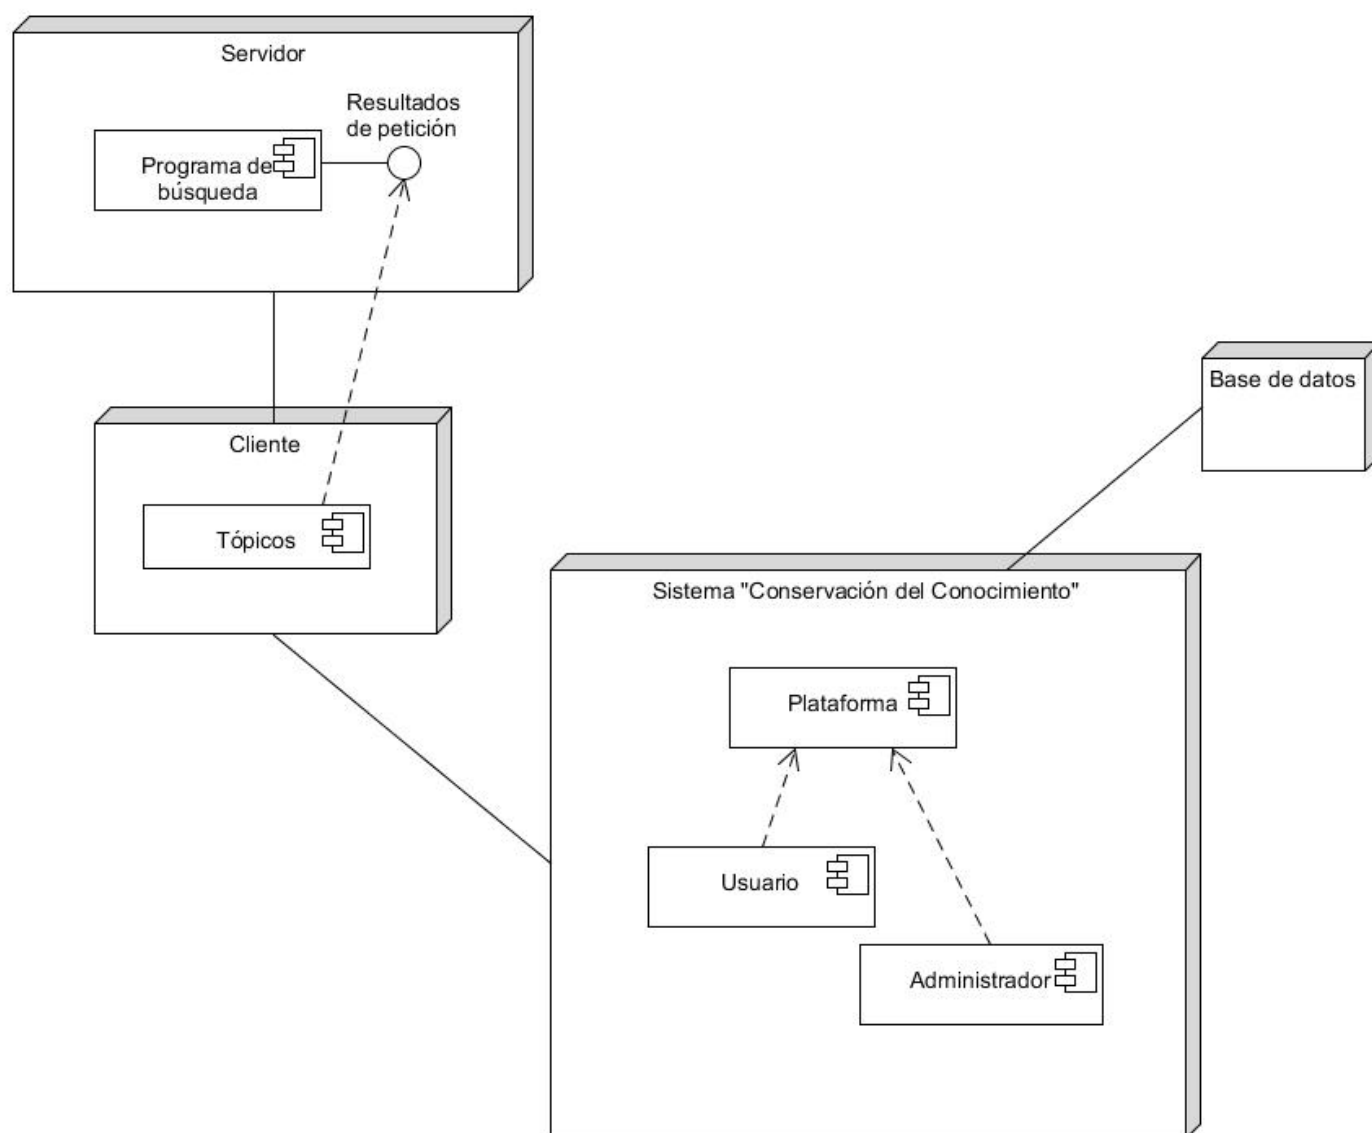 Servidor
Resultados
de petición
Programa de
búsqueda
Cliente
Tópicos
Base de datos
Sistema "Conservación del Conocimiento"
Plataforma
Usuario
Administrador